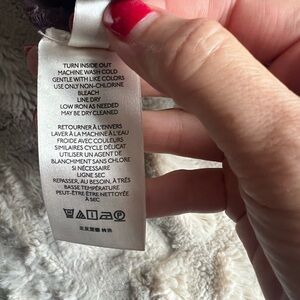 TURN INSIDE OUT
MACHINE WASH COLD
GENTLE WITH LIKE COLORS
USE ONLY NON-CHLORINE
BLEACH
LINE DRY
LOW IRON AS NEEDED
MAY BE DRY CLEANED
RETOURNER À L'ENVERS
LAVER À LA MACHINE À L'EAU
FROIDE AVEC COULEURS
SIMILAIRES CYCLE DÉLICAT
UTILISER UN AGENT DE
BLANCHIMENT SANS CHLORE
SI NÉCESSAIRE
LIGNE SEC
REPASSER, AU BESOIN, À TRÈS
BASSE TEMPÉRATURE
PEUT-ÊTRE ÊTRE NETTOYÉE
À SEC